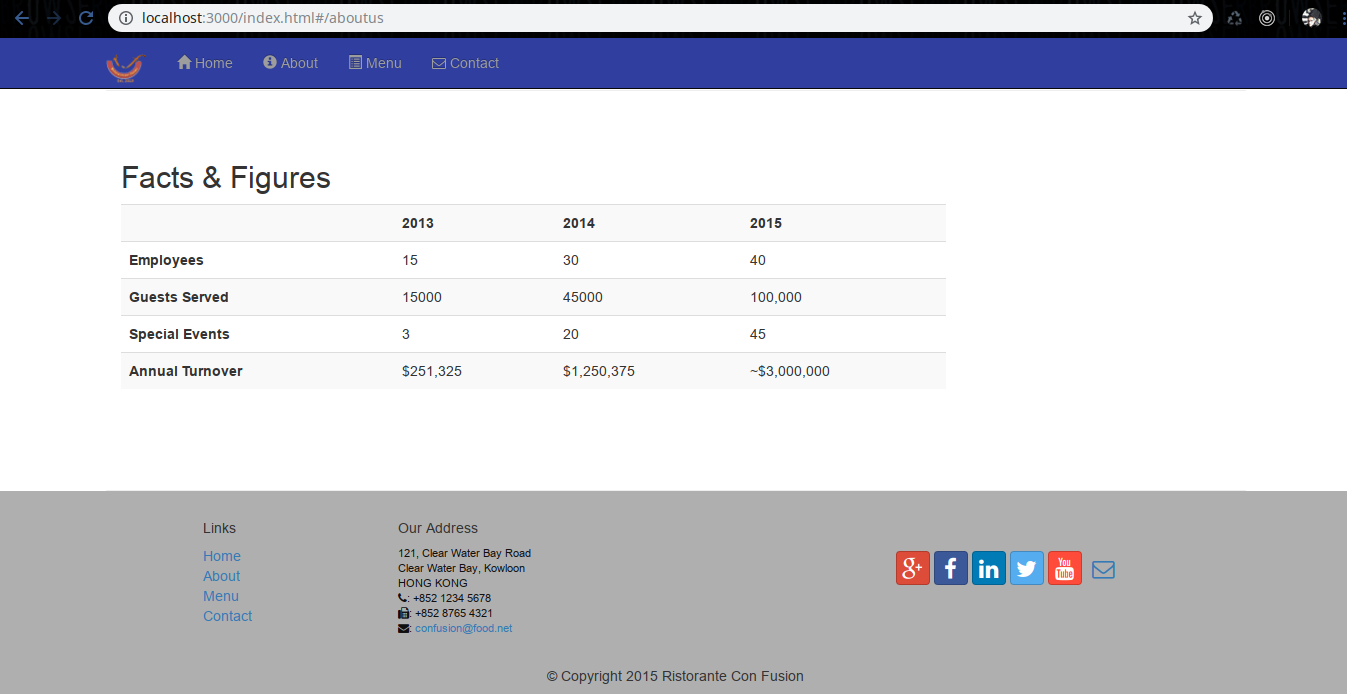 localhost:3000/index.html#/aboutus
Home About Menu Contact
Facts & Figures
2013 2014 2015
Employees 15 30 40
Guests Served 15000 45000 100,000
Special Events 3 20 45
Annual Turnover $251,325 $1,250,375 ~$3,000,000
Links
Home
About
Menu
Contact
Our Address
121, Clear Water Bay Road
Clear Water Bay, Kowloon
HONG KONG
: +852 1234 5678
: +852 8765 4321
: confusion@food.net
g+ f in You Tube
© Copyright 2015 Ristorante Con Fusion